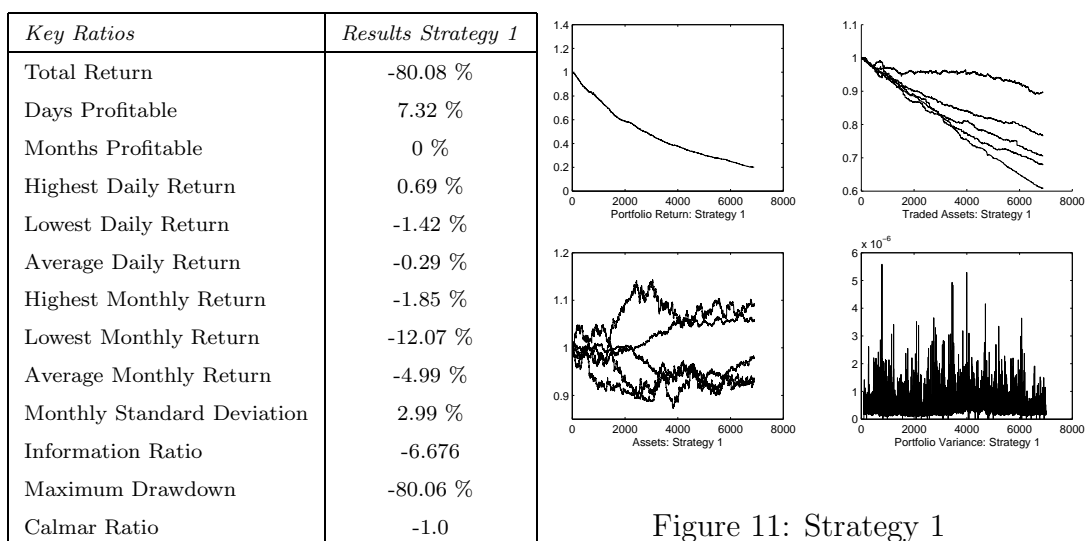 Key Ratios Results Strategy 1
Total Return -80.08 %
Days Profitable 7.32 %
Months Profitable 0 %
Highest Daily Return 0.69 %
Lowest Daily Return -1.42 %
Average Daily Return -0.29 %
Highest Monthly Return -1.85 %
Lowest Monthly Return -12.07 %
Average Monthly Return -4.99 %
Monthly Standard Deviation 2.99 %
Information Ratio -6.676
Maximum Drawdown -80.06 %
Calmar Ratio -1.0
1.4
1.2
1
0.8
0.6
0.4
0.2
0
0 2000 4000 6000 8000
Portfolio Return: Strategy 1
1.1
1
0.9
0.8
0.7
0.6
0 2000 4000 6000 8000
Traded Assets: Strategy 1
1.2
1.1
1
0.9
0 2000 4000 6000 8000
Assets: Strategy 1
x 10⁻⁶
6
5
4
3
2
1
0
0 2000 4000 6000 8000
Portfolio Variance: Strategy 1
Figure 11: Strategy 1